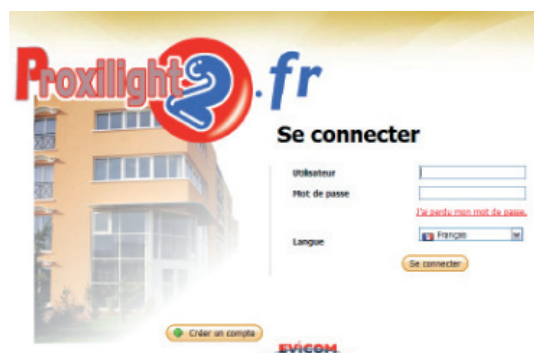 Proxilight2.fr
Se connecter
Utilisateur
Mot de passe
J'ai perdu mon mot de passe.
Langue
Français
Se connecter
Créer un compte
EVICOM